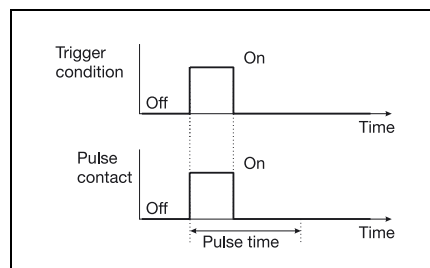 Trigger
condition
On
Off
Time
Pulse
contact
On
Off
Time
Pulse time